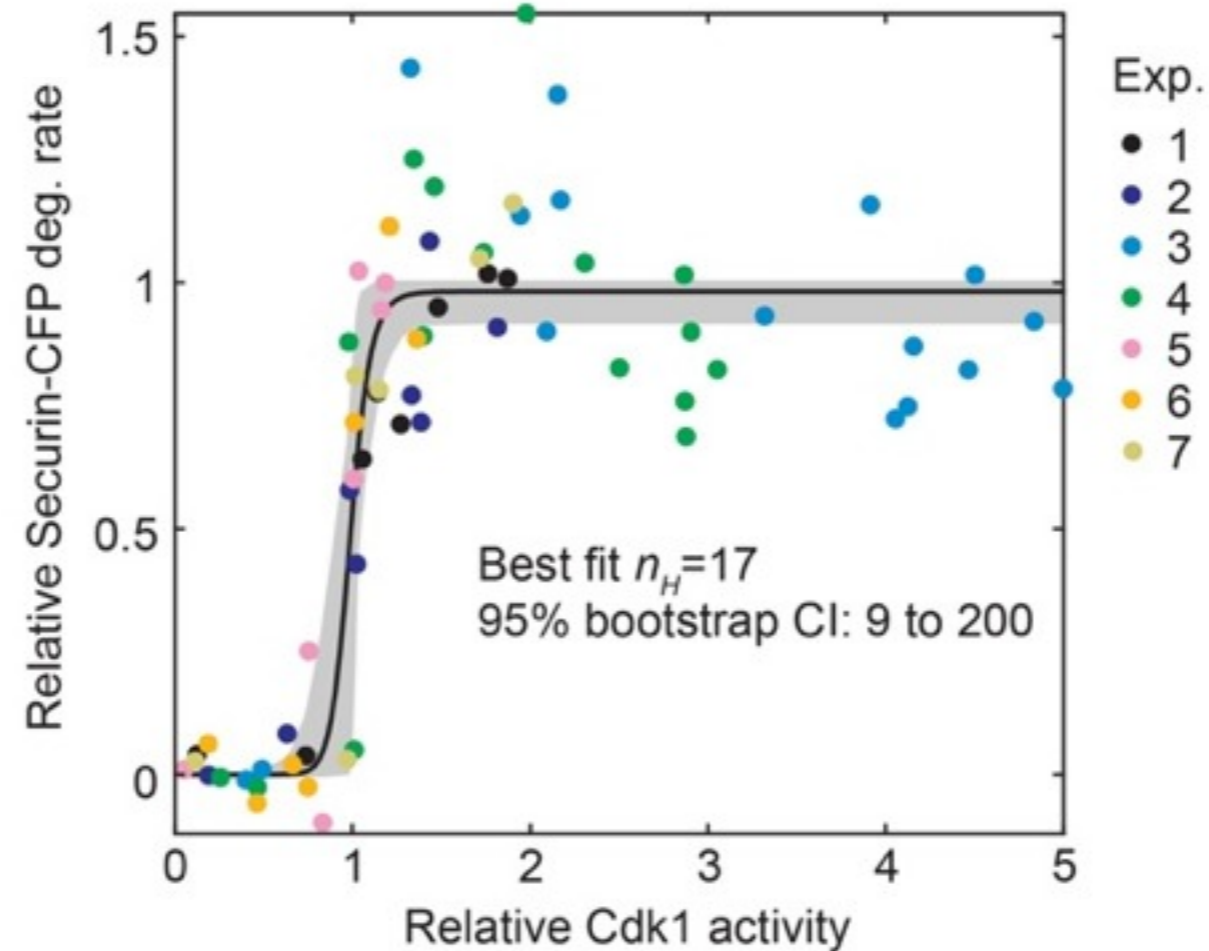 1.5
1
0.5
0
Relative Securin-CFP deg. rate
Best fit nH=17
95% bootstrap CI: 9 to 200
0 1 2 3 4 5
Relative Cdk1 activity
Exp.
1
2
3
4
5
6
7